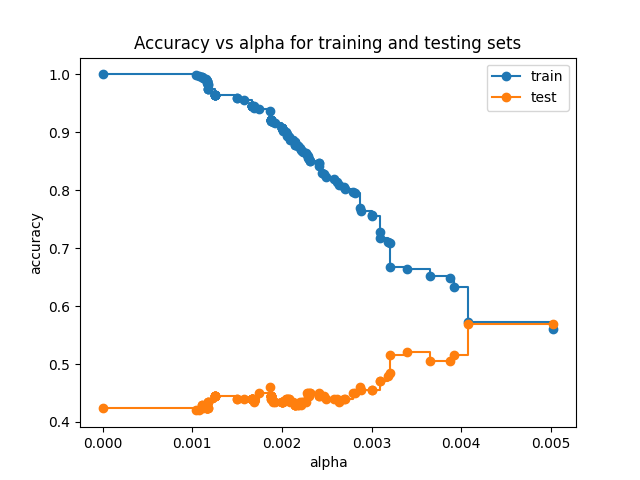 Accuracy vs alpha for training and testing sets
train
test
1.0
0.9
0.8
0.7
0.6
0.5
0.4
accuracy
0.000 0.001 0.002 0.003 0.004 0.005
alpha